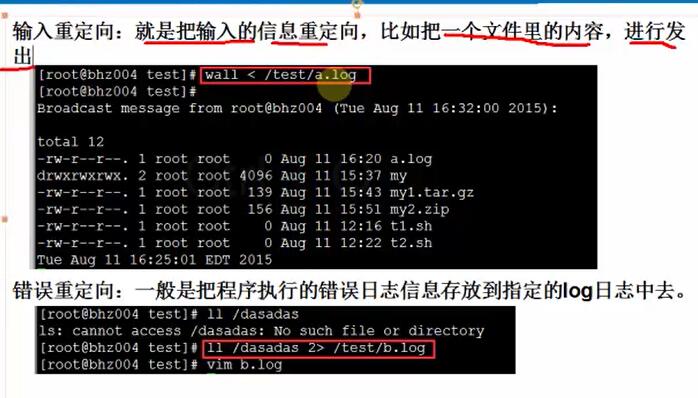 输入重定向：就是把输入的信息重定向，比如把一个文件里的内容，进行发
出
[root@bhz004 test]# wall < /test/a.log
[root@bhz004 test]#
Broadcast message from root@bhz004 (Tue Aug 11 16:32:00 2015):
total 12
-rw-r--r--. 1 root root    0 Aug 11 16:20 a.log
drwxrwxrwx. 2 root root 4096 Aug 11 15:37 my
-rw-r--r--. 1 root root  139 Aug 11 15:43 my1.tar.gz
-rw-r--r--. 1 root root  156 Aug 11 15:51 my2.zip
-rw-r--r--. 1 root root    0 Aug 11 12:16 t1.sh
-rw-r--r--. 1 root root    0 Aug 11 12:22 t2.sh
Tue Aug 11 16:25:01 EDT 2015
错误重定向：一般是把程序执行的错误日志信息存放到指定的log日志中去。
[root@bhz004 test]# ll /dasadas
ls: cannot access /dasadas: No such file or directory
[root@bhz004 test]# ll /dasadas 2> /test/b.log
[root@bhz004 test]# vim b.log